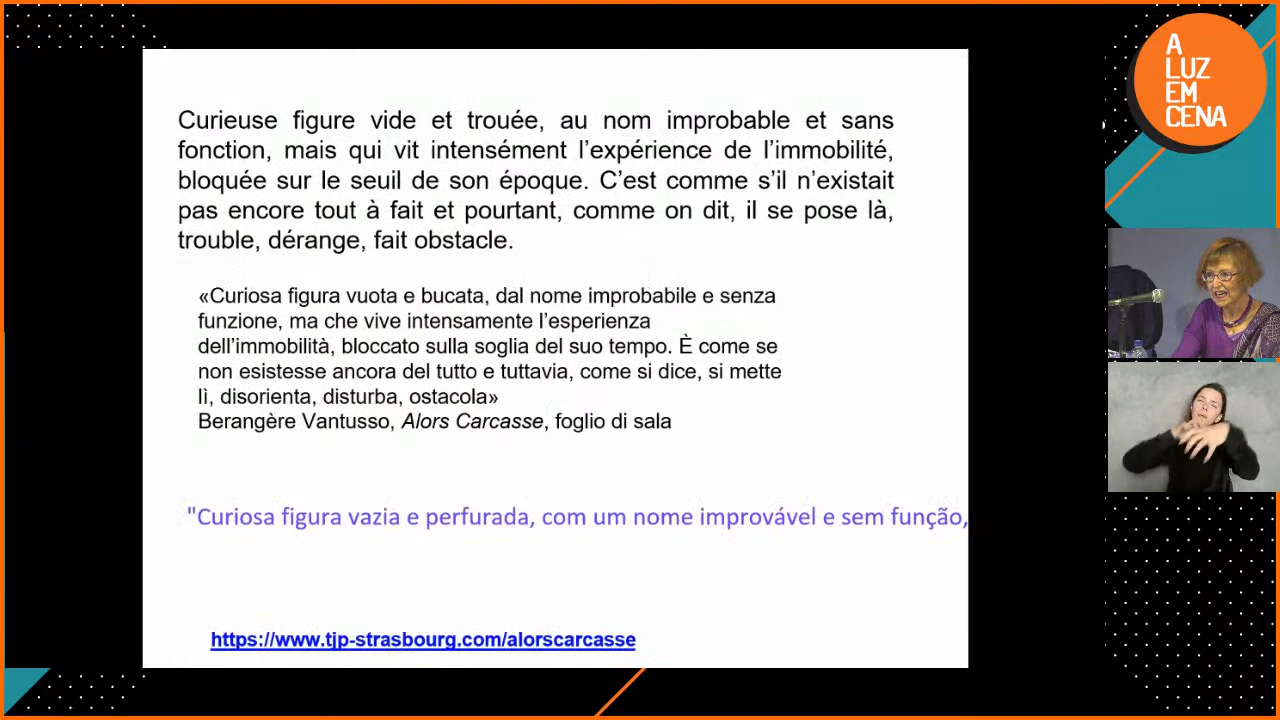 Curieuse figure vide et trouée, au nom improbable et sans
fonction, mais qui vit intensément l’expérience de l’immobilité,
bloquée sur le seuil de son époque. C’est comme s’il n’existait
pas encore tout à fait et pourtant, comme on dit, il se pose là,
trouble, dérange, fait obstacle.
«Curiosa figura vuota e bucata, dal nome improbabile e senza
funzione, ma che vive intensamente l’esperienza
dell’immobilità, bloccato sulla soglia del suo tempo. È come se
non esistesse ancora del tutto e tuttavia, come si dice, si mette
lì, disorienta, disturba, ostacola»
Berangère Vantusso, Alors Carcasse, foglio di sala
"Curiosa figura vazia e perfurada, com um nome improvável e sem função,
https://www.tjp-strasbourg.com/alorscarcasse
A
LUZ
EM
CENA